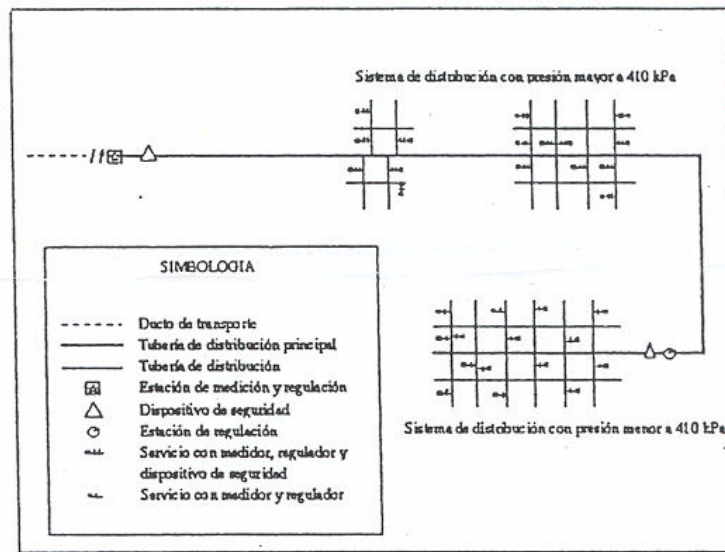 Sistema de distribución con presión mayor a 410 kPa
SIMBOLOGIA
Ducto de transporte
Tubería de distribución principal
Tubería de distribución
Estación de medición y regulación
Dispositivo de seguridad
Estación de regulación
Servicio con medidor, regulador y
dispositivo de seguridad
Servicio con medidor y regulador
Sistema de distribución con presión menor a 410 kPa